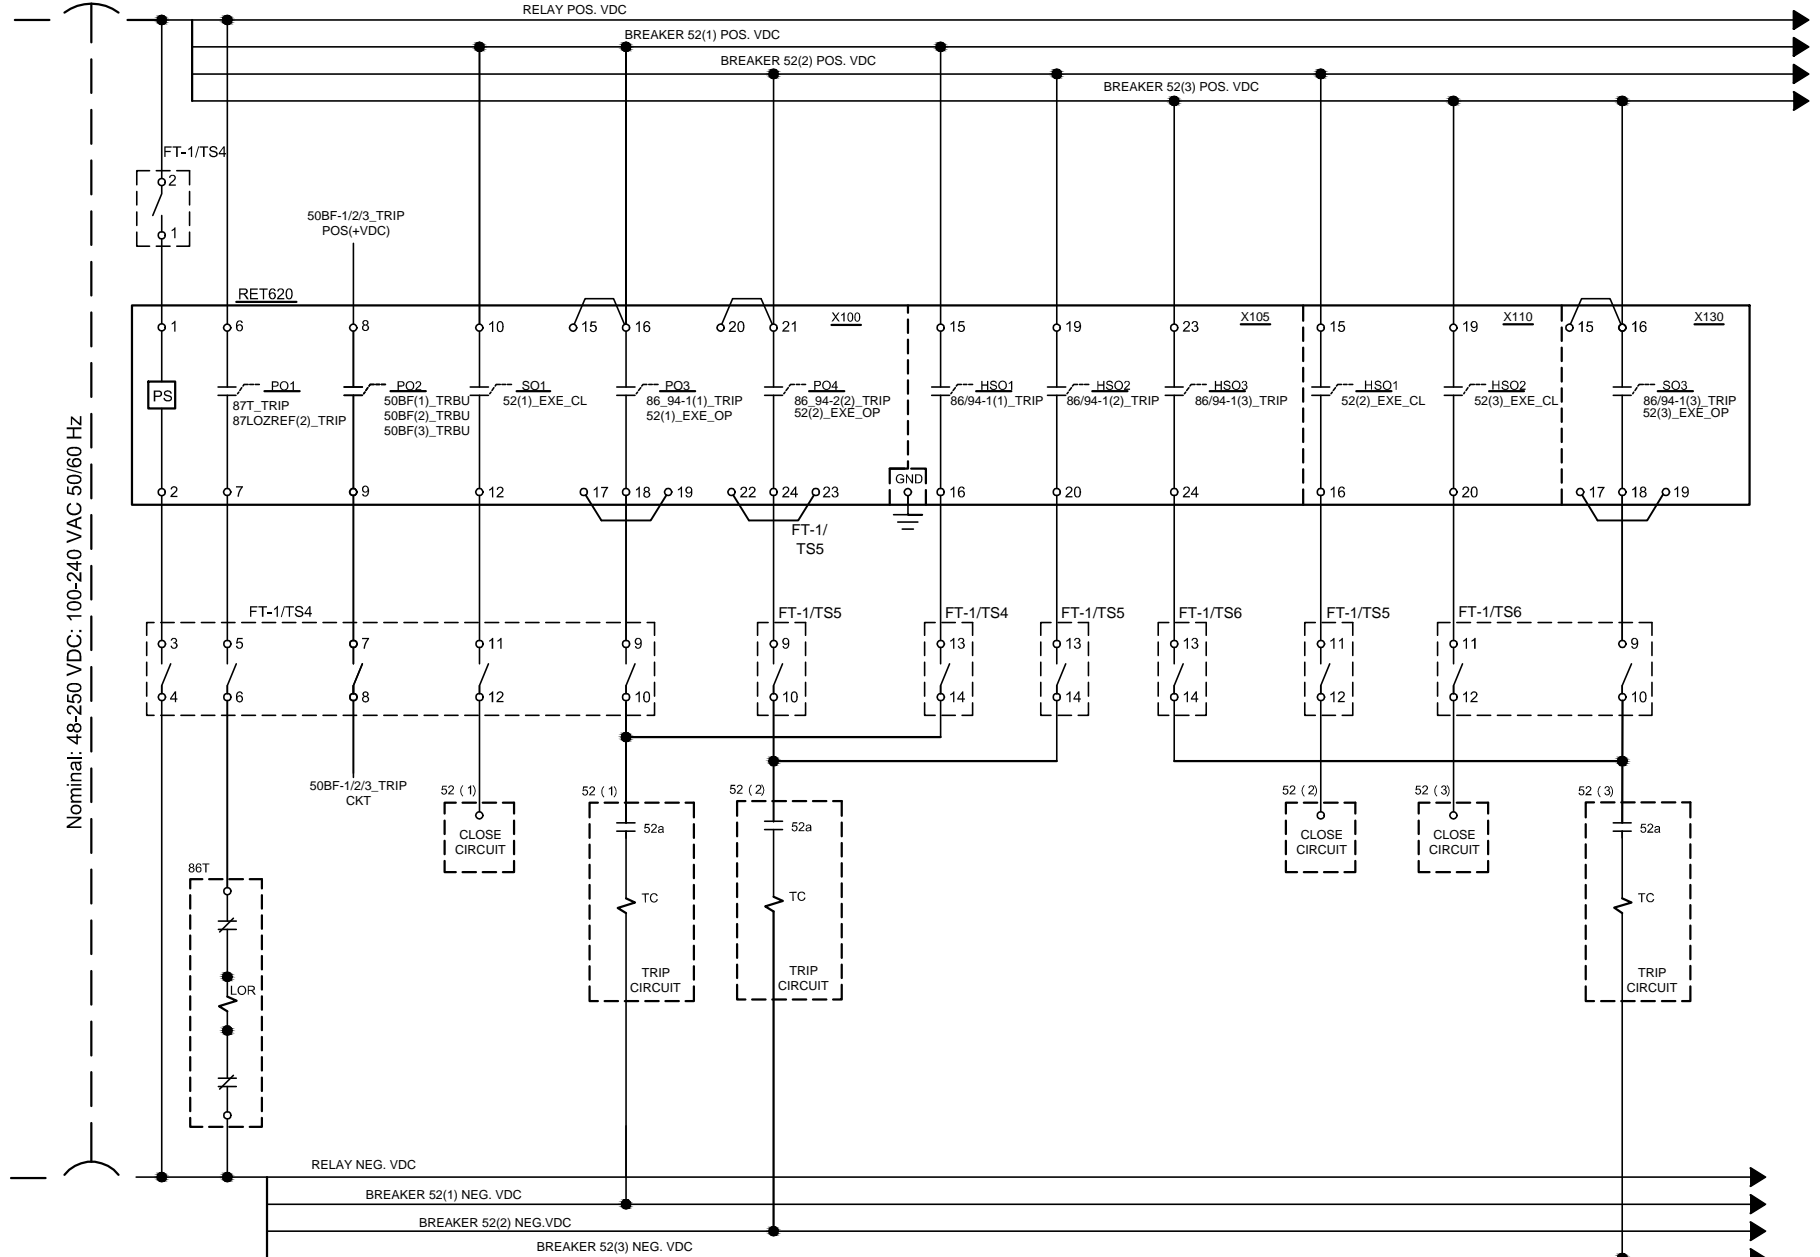 RELAY POS. VDC
BREAKER 52(1) POS. VDC
BREAKER 52(2) POS. VDC
BREAKER 52(3) POS. VDC
FT-1/TS4
2
1
50BF-1/2/3_TRIP
POS(+VDC)
RET620
1
6
8
10
15
16
20
21
X100
15
19
23
X105
15
19
X110
15
16
X130
PS
PO1
87T_TRIP
87LOZREF(2)_TRIP
PO2
50BF(1)_TRBU
50BF(2)_TRBU
50BF(3)_TRBU
SO1
52(1)_EXE_CL
PO3
86_94-1(1)_TRIP
52(1)_EXE_OP
PO4
86_94-2(2)_TRIP
52(2)_EXE_OP
HSO1
86/94-1(1)_TRIP
HSO2
86/94-1(2)_TRIP
HSO3
86/94-1(3)_TRIP
HSO1
52(2)_EXE_CL
HSO2
52(3)_EXE_CL
SO3
86/94-1(3)_TRIP
52(3)_EXE_OP
GND
2
7
9
12
17
18
19
22
24
23
16
20
24
16
20
17
18
19
FT-1/
TS5
Nominal: 48-250 VDC: 100-240 VAC 50/60 Hz
FT-1/TS4
FT-1/TS5
FT-1/TS4
FT-1/TS5
FT-1/TS6
FT-1/TS5
FT-1/TS6
3
5
7
11
9
9
13
13
13
11
11
9
4
6
8
12
10
10
14
14
14
12
12
10
50BF-1/2/3_TRIP
CKT
52 (1)
CLOSE
CIRCUIT
52 (1)
52a
TC
TRIP
CIRCUIT
52 (2)
52a
TC
TRIP
CIRCUIT
52 (2)
CLOSE
CIRCUIT
52 (3)
CLOSE
CIRCUIT
52 (3)
52a
TC
TRIP
CIRCUIT
86T
LOR
RELAY NEG. VDC
BREAKER 52(1) NEG. VDC
BREAKER 52(2) NEG.VDC
BREAKER 52(3) NEG. VDC